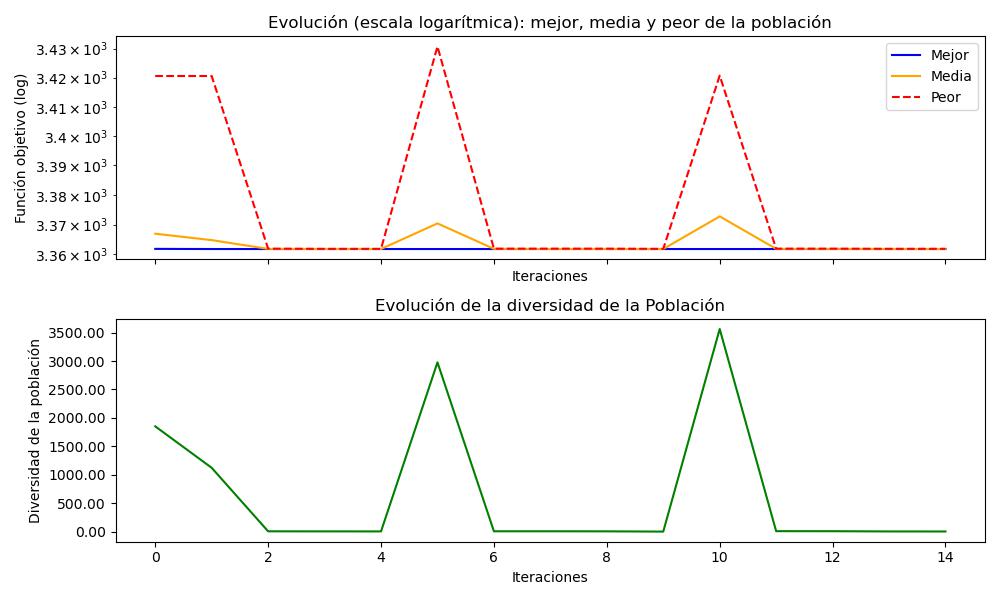 Evolución (escala logarítmica): mejor, media y peor de la población
Función objetivo (log)
3.43 × 10³
3.42 × 10³
3.41 × 10³
3.4 × 10³
3.39 × 10³
3.38 × 10³
3.37 × 10³
3.36 × 10³
Mejor
Media
Peor
Iteraciones
Evolución de la diversidad de la Población
Diversidad de la población
3500.00
3000.00
2500.00
2000.00
1500.00
1000.00
500.00
0.00
0 2 4 6 8 10 12 14
Iteraciones